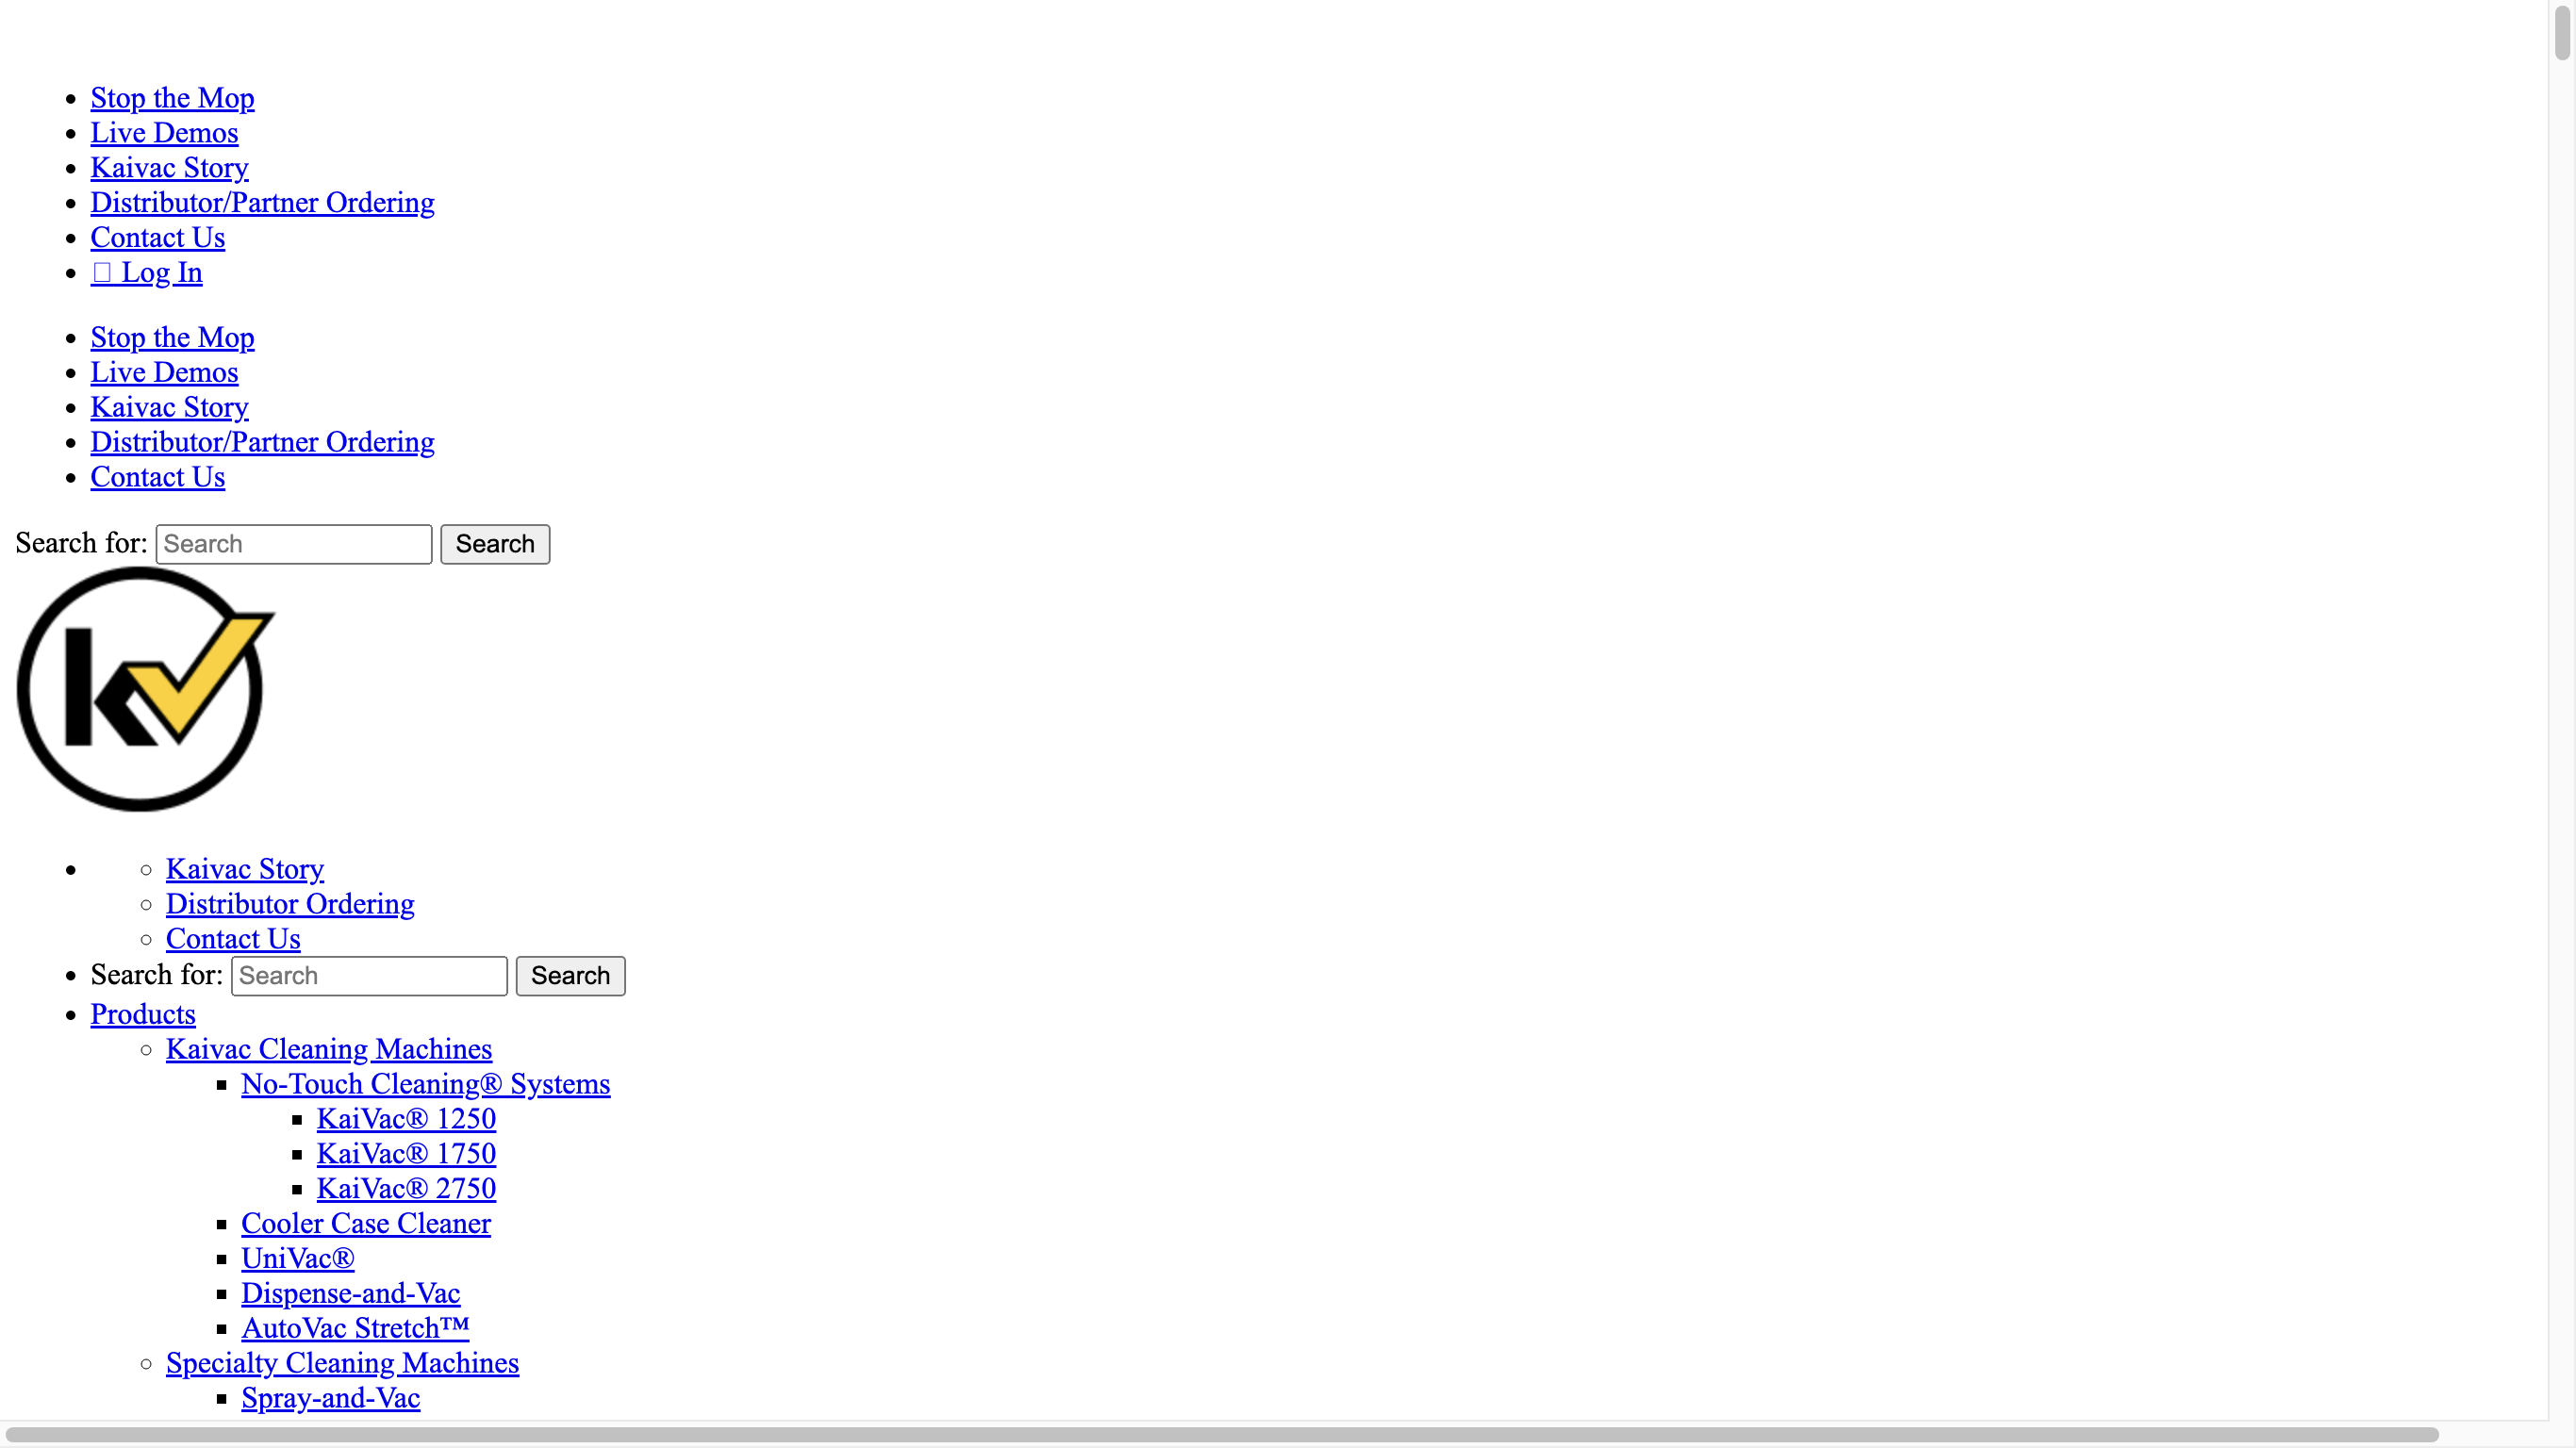 Stop the Mop
Live Demos
Kaivac Story
Distributor/Partner Ordering
Contact Us
Log In
Stop the Mop
Live Demos
Kaivac Story
Distributor/Partner Ordering
Contact Us
Search for: Search Search
kv
Kaivac Story
Distributor Ordering
Contact Us
Search for: Search Search
Products
Kaivac Cleaning Machines
No-Touch Cleaning® Systems
KaiVac® 1250
KaiVac® 1750
KaiVac® 2750
Cooler Case Cleaner
UniVac®
Dispense-and-Vac
AutoVac Stretch™
Specialty Cleaning Machines
Spray-and-Vac